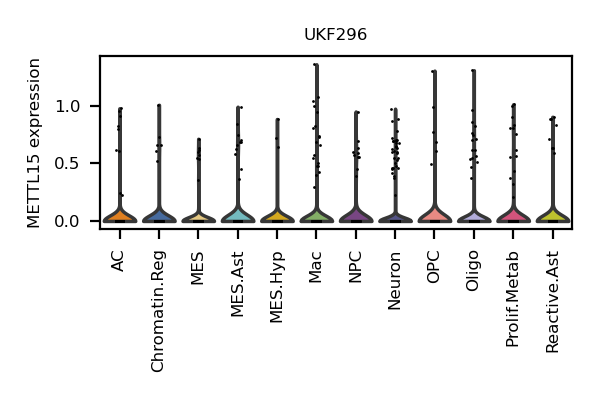 UKF296
METTL15 expression
1.0
0.5
0.0
AC
Chromatin.Reg
MES
MES.Ast
MES.Hyp
Mac
NPC
Neuron
OPC
Oligo
Prolif.Metab
Reactive.Ast